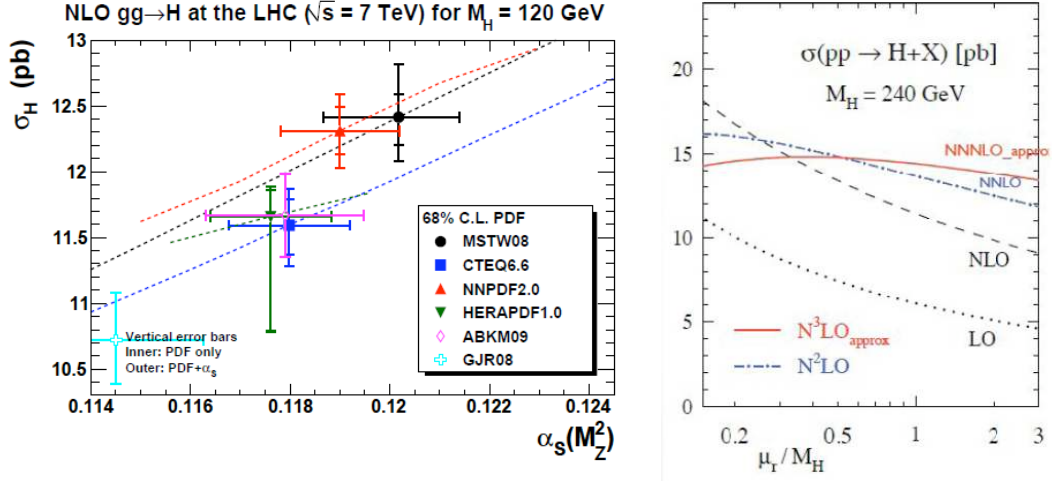 NLO gg→H at the LHC (√s = 7 TeV) for M_H = 120 GeV
σ_H (pb)
13
12.5
12
11.5
11
10.5
0.114 0.116 0.118 0.12 0.122 0.124
α_S(M_Z^2)
68% C.L. PDF
MSTW08
CTEQ6.6
NNPDF2.0
HERAPDF1.0
ABKM09
GJR08
Vertical error bars
Inner: PDF only
Outer: PDF+α_S
σ(pp → H+X) [pb]
M_H = 240 GeV
20
15
10
5
0
NNNLO_approx
NNLO
NLO
LO
N^3LO_approx
N^2LO
0.2 0.5 1 2 3
μ_r/M_H